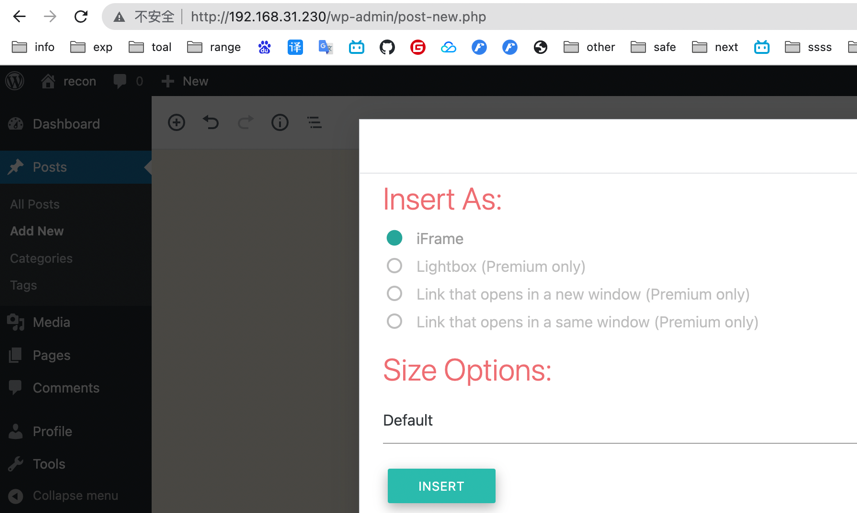 不安全 http://192.168.31.230/wp-admin/post-new.php
info exp toal range 译 G other safe next ssss
recon 0 New
Dashboard
Posts
All Posts
Add New
Categories
Tags
Media
Pages
Comments
Profile
Tools
Collapse menu
Insert As:
iFrame
Lightbox (Premium only)
Link that opens in a new window (Premium only)
Link that opens in a same window (Premium only)
Size Options:
Default
INSERT